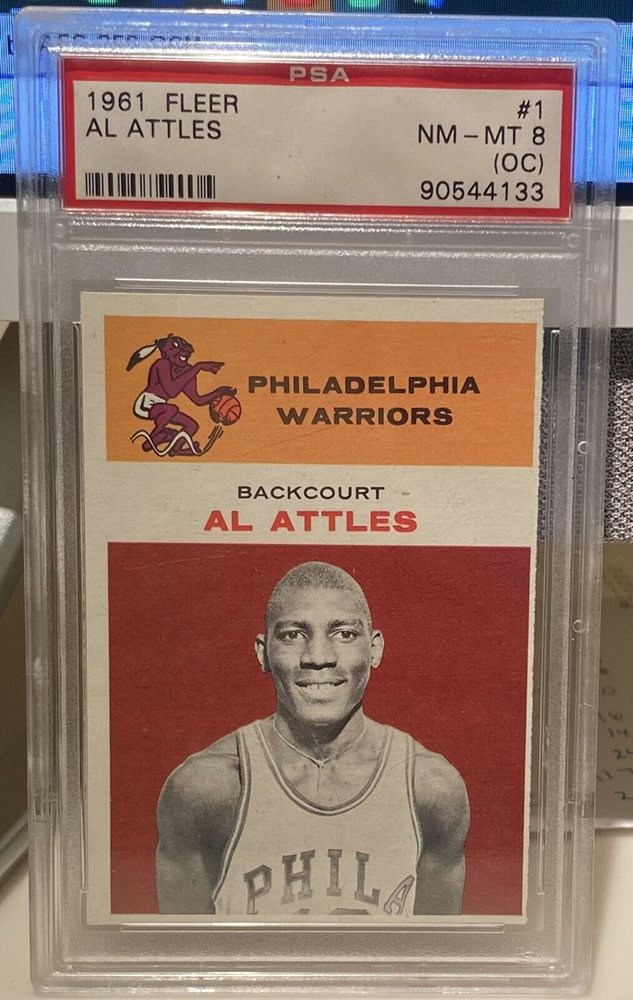 PSA
1961 FLEER
#1
AL ATTLES
NM-MT 8
(OC)
90544133
PHILADELPHIA
WARRIORS
BACKCOURT
AL ATTLES
PHILA